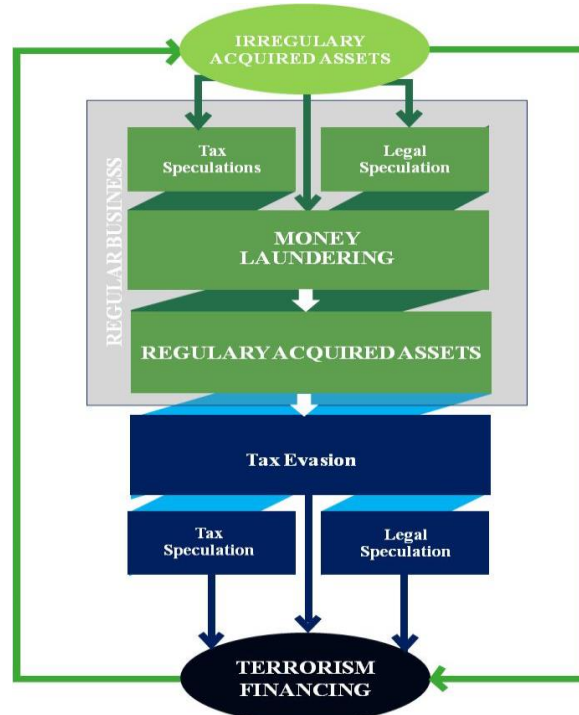 IRREGULARY
ACQUIRED ASSETS
REGULAR BUSINESS
Tax
Speculations
Legal
Speculation
MONEY
LAUNDERING
REGULARY ACQUIRED ASSETS
Tax Evasion
Tax
Speculation
Legal
Speculation
TERRORISM
FINANCING